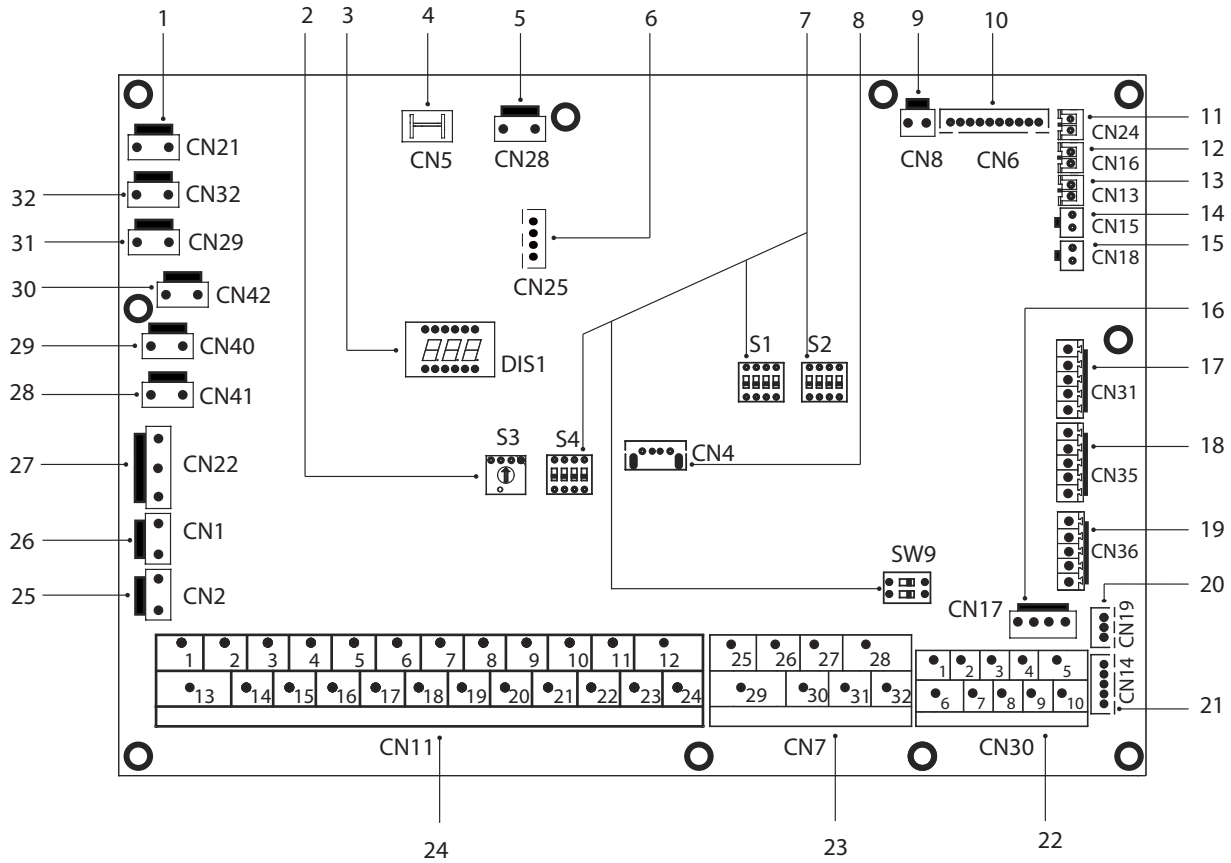 1 2 3 4 5 6 7 8 9 10
CN21
CN5
CN28
CN8
CN6
CN24
11
CN16
12
CN13
13
CN15
14
CN18
15
32
CN32
31
CN29
30
CN42
CN25
29
CN40
28
CN41
DIS1
S1
S2
16
CN31
17
27
CN22
S3
S4
CN4
CN35
18
26
CN1
CN36
19
25
CN2
SW9
CN17
CN19
20
1 2 3 4 5 6 7 8 9 10 11 12
13 14 15 16 17 18 19 20 21 22 23 24
25 26 27 28
29 30 31 32
1 2 3 4 5
6 7 8 9 10
CN14
21
CN11
CN7
CN30
24
23
22